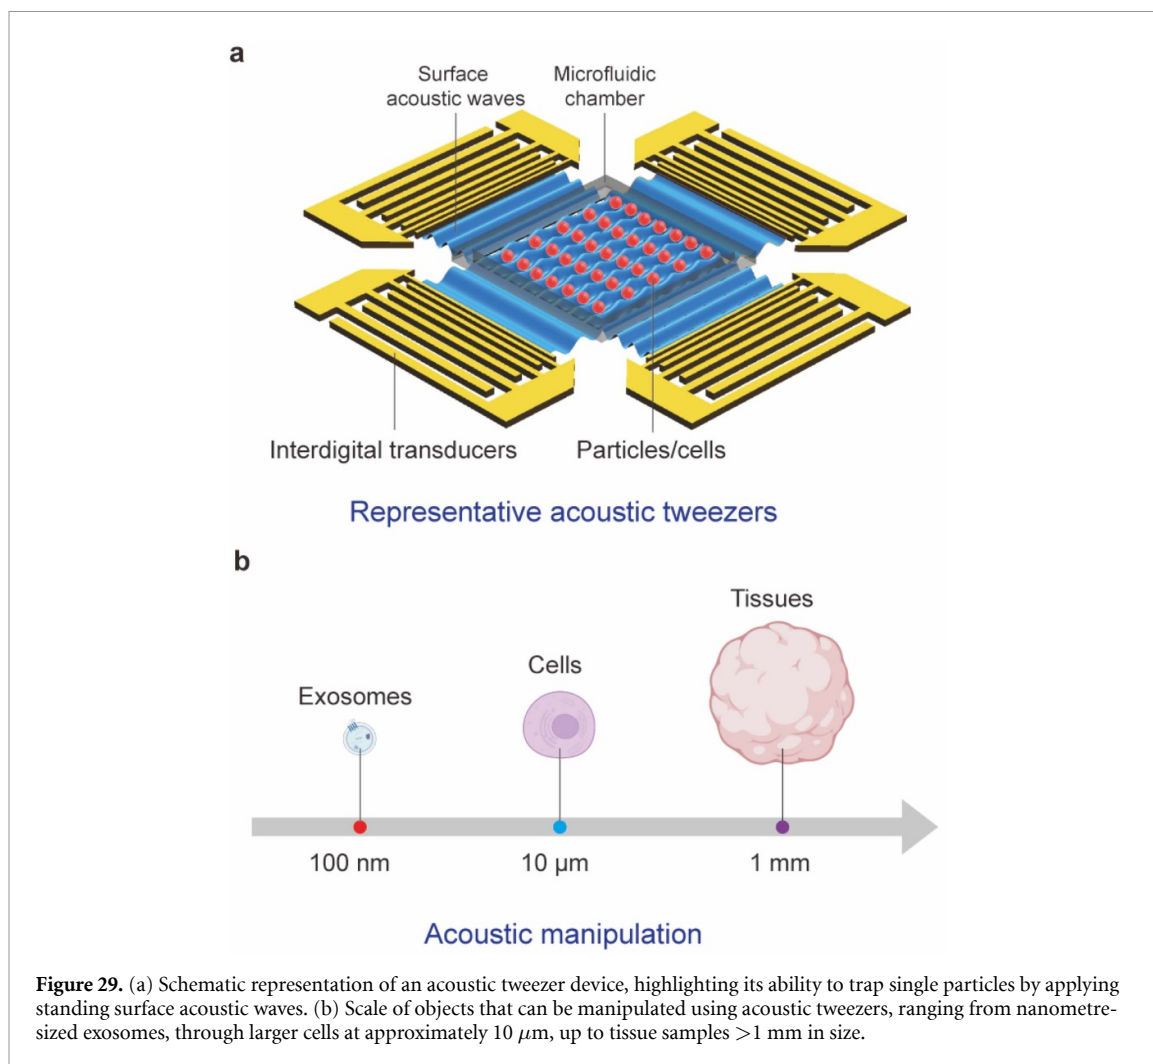 a
Surface
acoustic waves
Microfluidic
chamber
Interdigital transducers
Particles/cells
Representative acoustic tweezers
b
Tissues
Cells
Exosomes
100 nm
10 µm
1 mm
Acoustic manipulation
Figure 29. (a) Schematic representation of an acoustic tweezer device, highlighting its ability to trap single particles by applying
standing surface acoustic waves. (b) Scale of objects that can be manipulated using acoustic tweezers, ranging from nanometre-
sized exosomes, through larger cells at approximately 10 μm, up to tissue samples >1 mm in size.